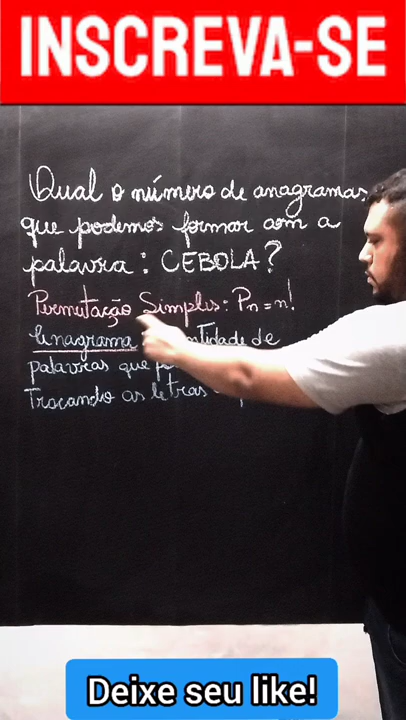 INSCREVA-SE
Qual o número de anagramas
que podemos formar com a
palavra: CEBOLA?
Permutação Simples: Pn = n!
Anagrama de
palavras que
Trocando as letras
Deixe seu like!